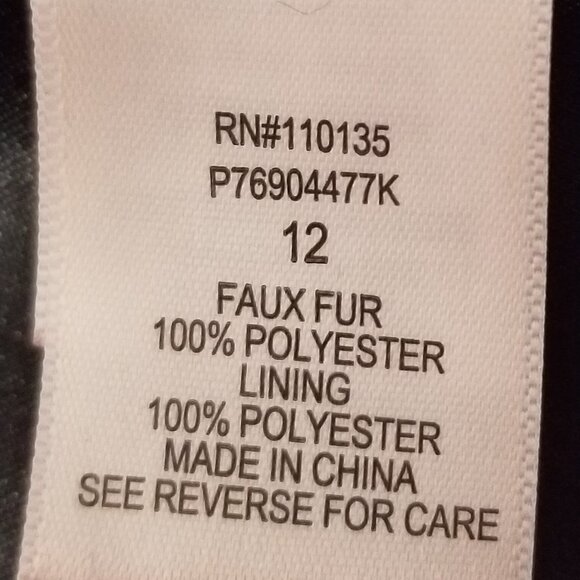 RN#110135
P76904477K
12
FAUX FUR
100% POLYESTER
LINING
100% POLYESTER
MADE IN CHINA
SEE REVERSE FOR CARE